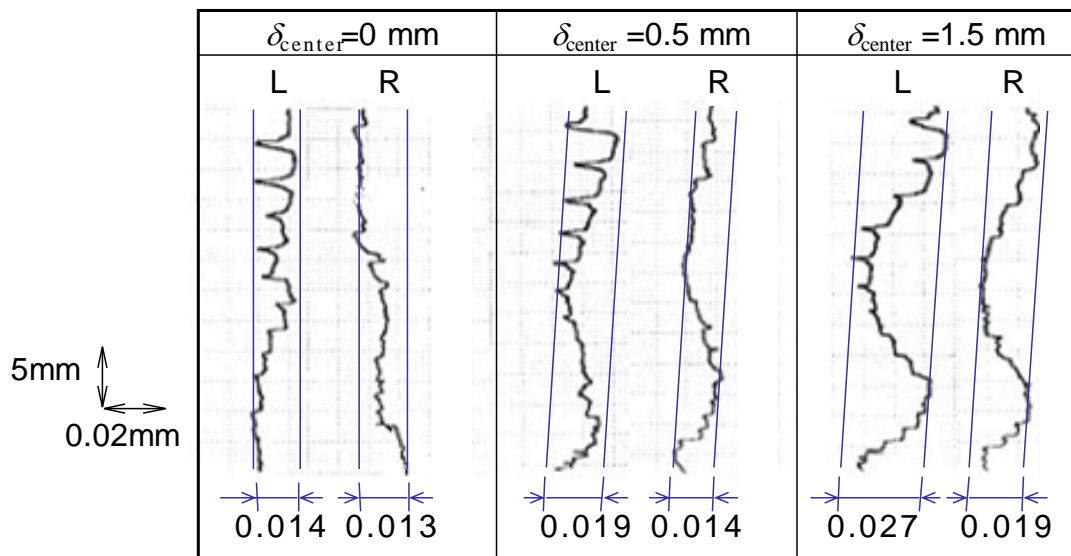 δcenter=0 mm δcenter =0.5 mm δcenter =1.5 mm
L R L R L R
5mm
0.02mm
0.014 0.013 0.019 0.014 0.027 0.019